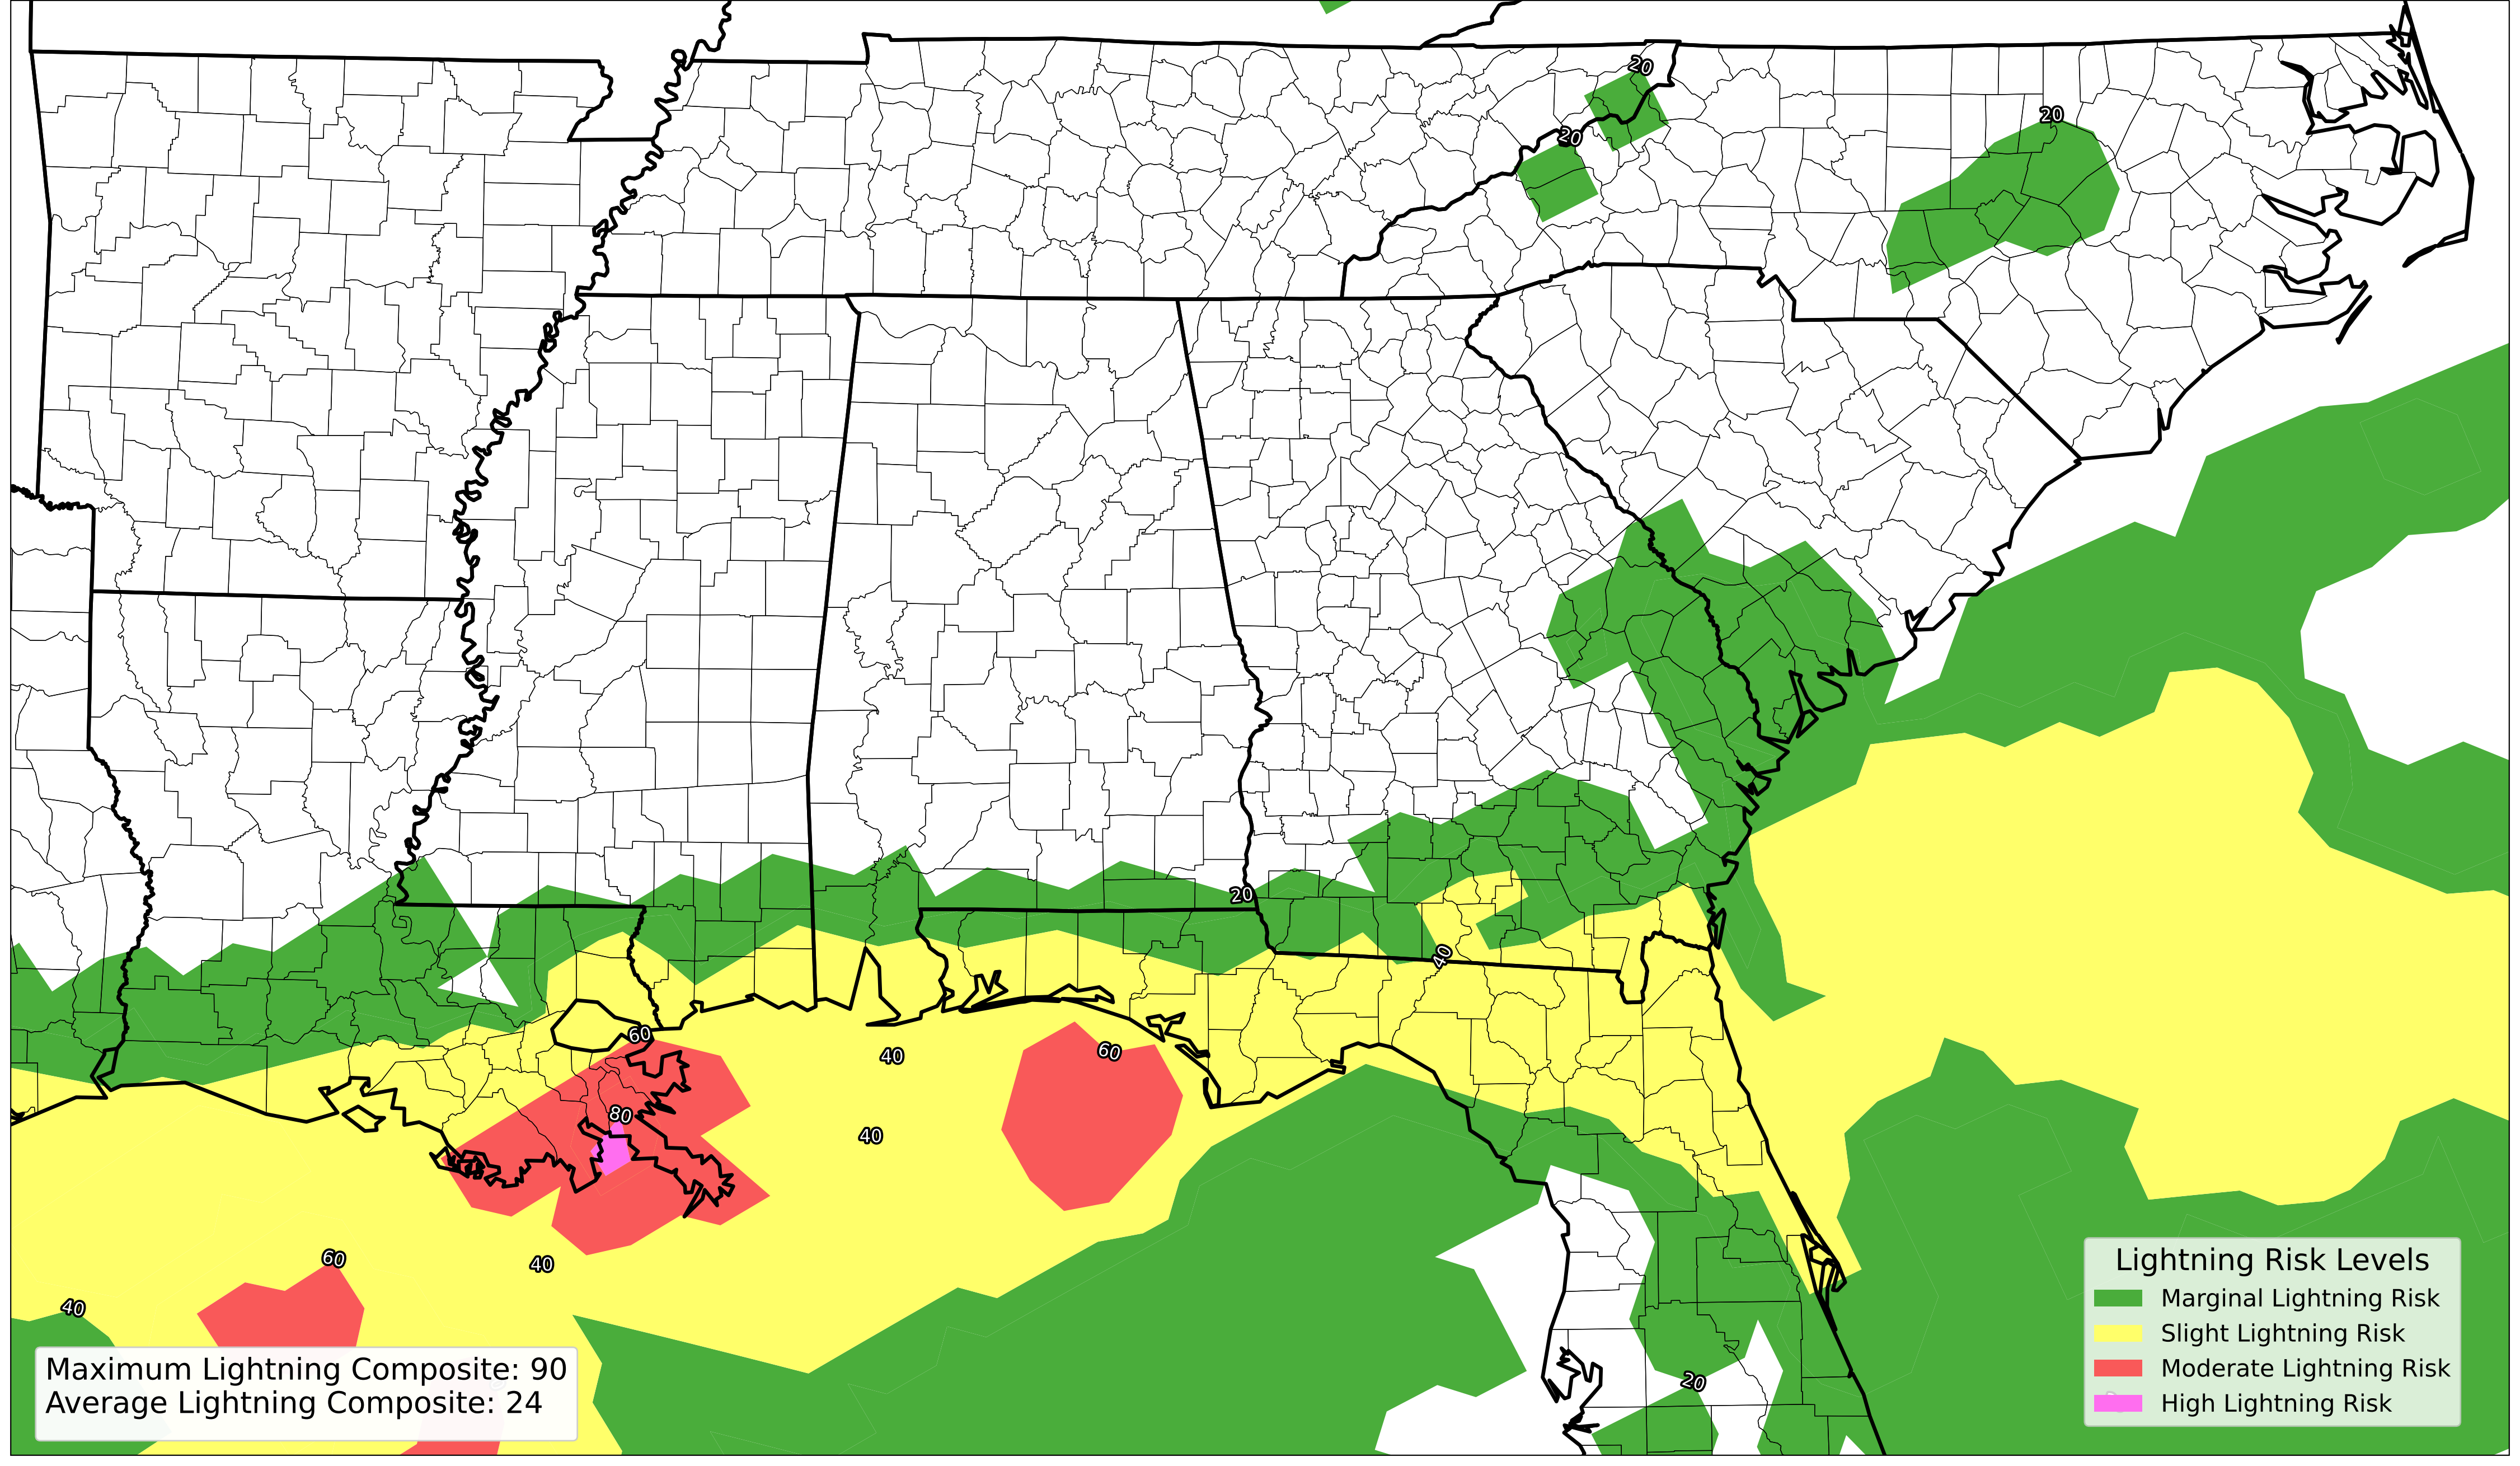 20
20
20
20
40
60
40
60
80
40
60
40
40
20
Lightning Risk Levels
Marginal Lightning Risk
Slight Lightning Risk
Moderate Lightning Risk
High Lightning Risk
Maximum Lightning Composite: 90
Average Lightning Composite: 24